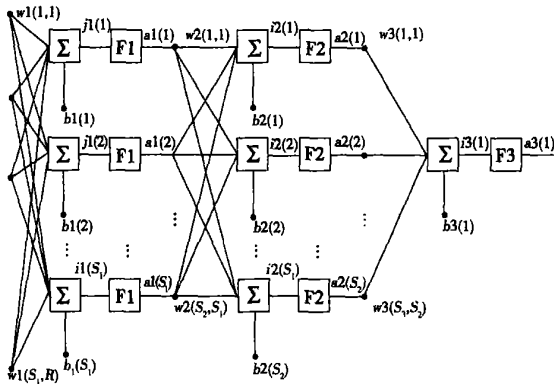 w1(1,1) j1(1) a1(1) w2(1,1) i2(1) a2(1) w3(1,1)
Σ F1 Σ F2
b1(1) b2(1)
j1(2) a1(2) i2(2) a2(2) i3(1) a3(1)
Σ F1 Σ F2 Σ F3
b1(2) b2(2) b3(1)
i1(S₁) a1(S₁) i2(S₁) a2(S₂)
Σ F1 Σ F2
w2(S₂,S₁) w3(S₃,S₂)
w1(S₁,R) b₁(S₁) b2(S₂)